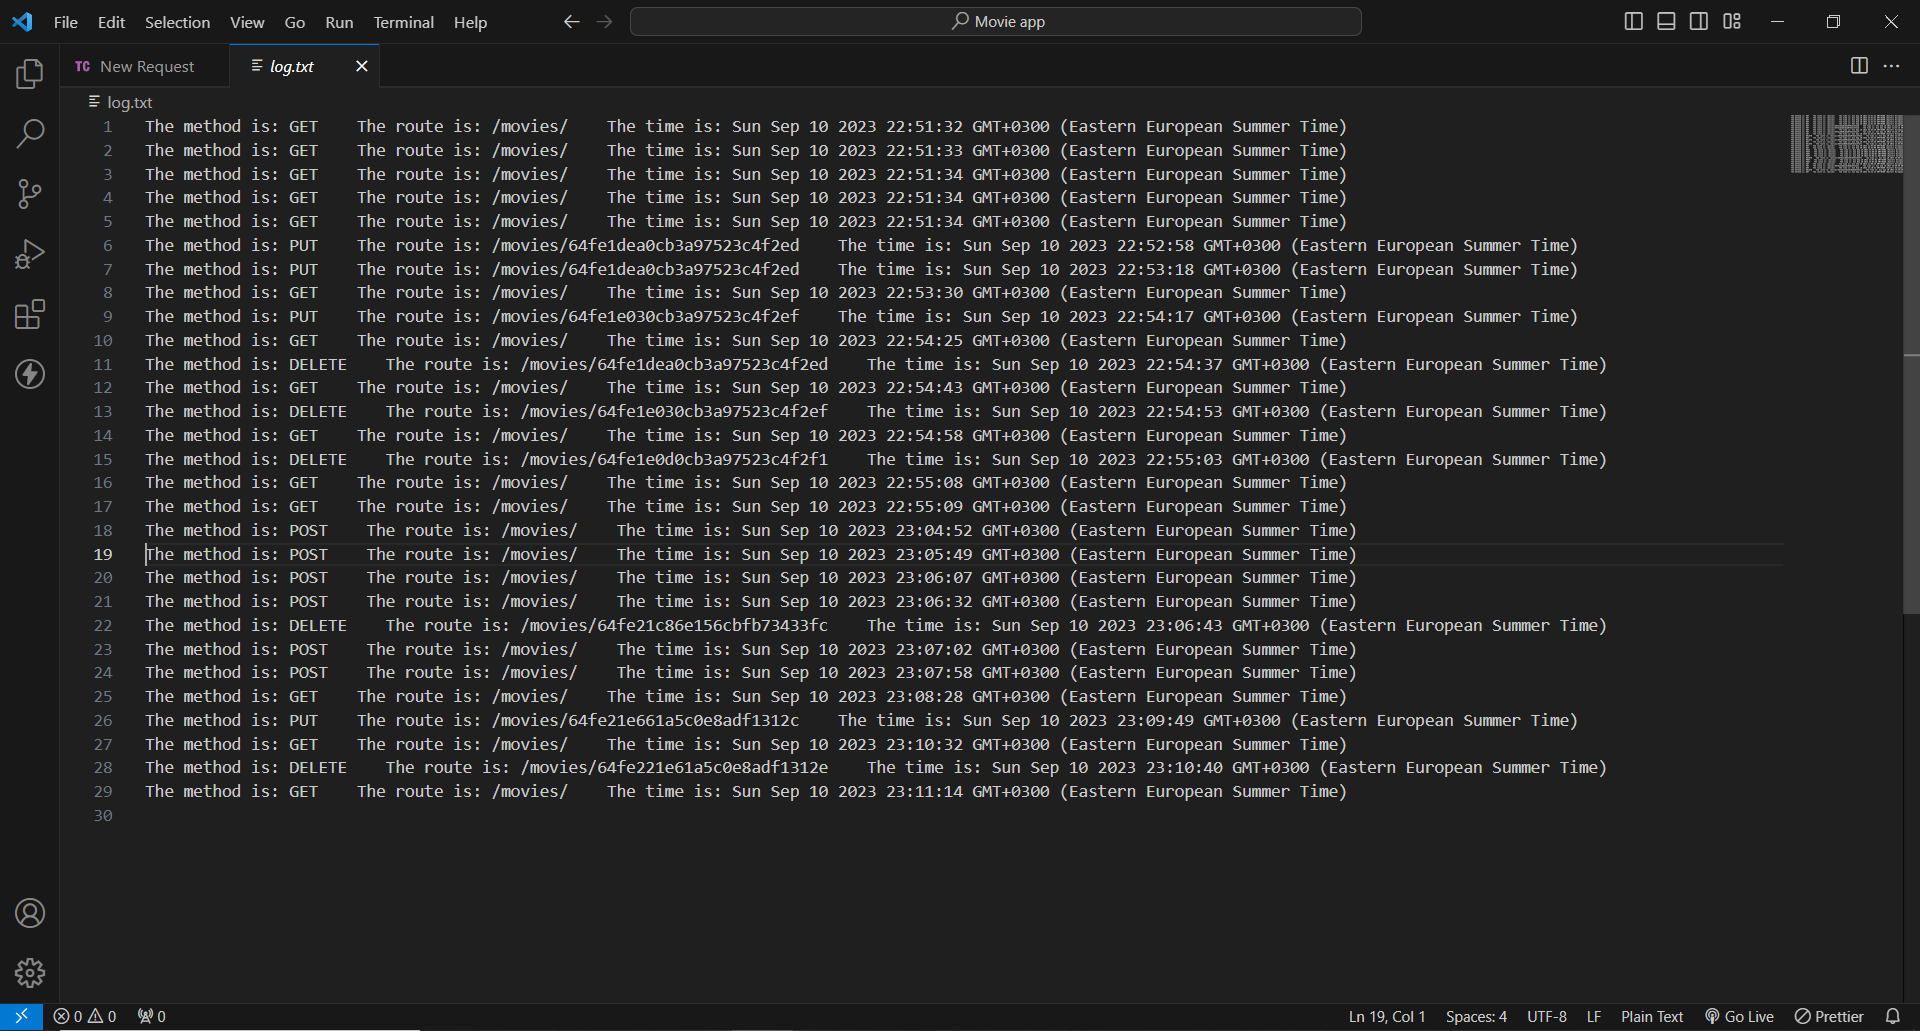 File Edit Selection View Go Run Terminal Help Movie app
TC New Request log.txt
log.txt
1 The method is: GET    The route is: /movies/    The time is: Sun Sep 10 2023 22:51:32 GMT+0300 (Eastern European Summer Time)
2 The method is: GET    The route is: /movies/    The time is: Sun Sep 10 2023 22:51:33 GMT+0300 (Eastern European Summer Time)
3 The method is: GET    The route is: /movies/    The time is: Sun Sep 10 2023 22:51:34 GMT+0300 (Eastern European Summer Time)
4 The method is: GET    The route is: /movies/    The time is: Sun Sep 10 2023 22:51:34 GMT+0300 (Eastern European Summer Time)
5 The method is: GET    The route is: /movies/    The time is: Sun Sep 10 2023 22:51:34 GMT+0300 (Eastern European Summer Time)
6 The method is: PUT    The route is: /movies/64fe1dea0cb3a97523c4f2ed    The time is: Sun Sep 10 2023 22:52:58 GMT+0300 (Eastern European Summer Time)
7 The method is: PUT    The route is: /movies/64fe1dea0cb3a97523c4f2ed    The time is: Sun Sep 10 2023 22:53:18 GMT+0300 (Eastern European Summer Time)
8 The method is: GET    The route is: /movies/    The time is: Sun Sep 10 2023 22:53:30 GMT+0300 (Eastern European Summer Time)
9 The method is: PUT    The route is: /movies/64fe1e030cb3a97523c4f2ef    The time is: Sun Sep 10 2023 22:54:17 GMT+0300 (Eastern European Summer Time)
10 The method is: GET    The route is: /movies/    The time is: Sun Sep 10 2023 22:54:25 GMT+0300 (Eastern European Summer Time)
11 The method is: DELETE    The route is: /movies/64fe1dea0cb3a97523c4f2ed    The time is: Sun Sep 10 2023 22:54:37 GMT+0300 (Eastern European Summer Time)
12 The method is: GET    The route is: /movies/    The time is: Sun Sep 10 2023 22:54:43 GMT+0300 (Eastern European Summer Time)
13 The method is: DELETE    The route is: /movies/64fe1e030cb3a97523c4f2ef    The time is: Sun Sep 10 2023 22:54:53 GMT+0300 (Eastern European Summer Time)
14 The method is: GET    The route is: /movies/    The time is: Sun Sep 10 2023 22:54:58 GMT+0300 (Eastern European Summer Time)
15 The method is: DELETE    The route is: /movies/64fe1e0d0cb3a97523c4f2f1    The time is: Sun Sep 10 2023 22:55:03 GMT+0300 (Eastern European Summer Time)
16 The method is: GET    The route is: /movies/    The time is: Sun Sep 10 2023 22:55:08 GMT+0300 (Eastern European Summer Time)
17 The method is: GET    The route is: /movies/    The time is: Sun Sep 10 2023 22:55:09 GMT+0300 (Eastern European Summer Time)
18 The method is: POST    The route is: /movies/    The time is: Sun Sep 10 2023 23:04:52 GMT+0300 (Eastern European Summer Time)
19 The method is: POST    The route is: /movies/    The time is: Sun Sep 10 2023 23:05:49 GMT+0300 (Eastern European Summer Time)
20 The method is: POST    The route is: /movies/    The time is: Sun Sep 10 2023 23:06:07 GMT+0300 (Eastern European Summer Time)
21 The method is: POST    The route is: /movies/    The time is: Sun Sep 10 2023 23:06:32 GMT+0300 (Eastern European Summer Time)
22 The method is: DELETE    The route is: /movies/64fe21c86e156cbfb73433fc    The time is: Sun Sep 10 2023 23:06:43 GMT+0300 (Eastern European Summer Time)
23 The method is: POST    The route is: /movies/    The time is: Sun Sep 10 2023 23:07:02 GMT+0300 (Eastern European Summer Time)
24 The method is: POST    The route is: /movies/    The time is: Sun Sep 10 2023 23:07:58 GMT+0300 (Eastern European Summer Time)
25 The method is: GET    The route is: /movies/    The time is: Sun Sep 10 2023 23:08:28 GMT+0300 (Eastern European Summer Time)
26 The method is: PUT    The route is: /movies/64fe21e661a5c0e8adf1312c    The time is: Sun Sep 10 2023 23:09:49 GMT+0300 (Eastern European Summer Time)
27 The method is: GET    The route is: /movies/    The time is: Sun Sep 10 2023 23:10:32 GMT+0300 (Eastern European Summer Time)
28 The method is: DELETE    The route is: /movies/64fe221e61a5c0e8adf1312e    The time is: Sun Sep 10 2023 23:10:40 GMT+0300 (Eastern European Summer Time)
29 The method is: GET    The route is: /movies/    The time is: Sun Sep 10 2023 23:11:14 GMT+0300 (Eastern European Summer Time)
30
0 0 0 Ln 19, Col 1 Spaces: 4 UTF-8 LF Plain Text Go Live Prettier